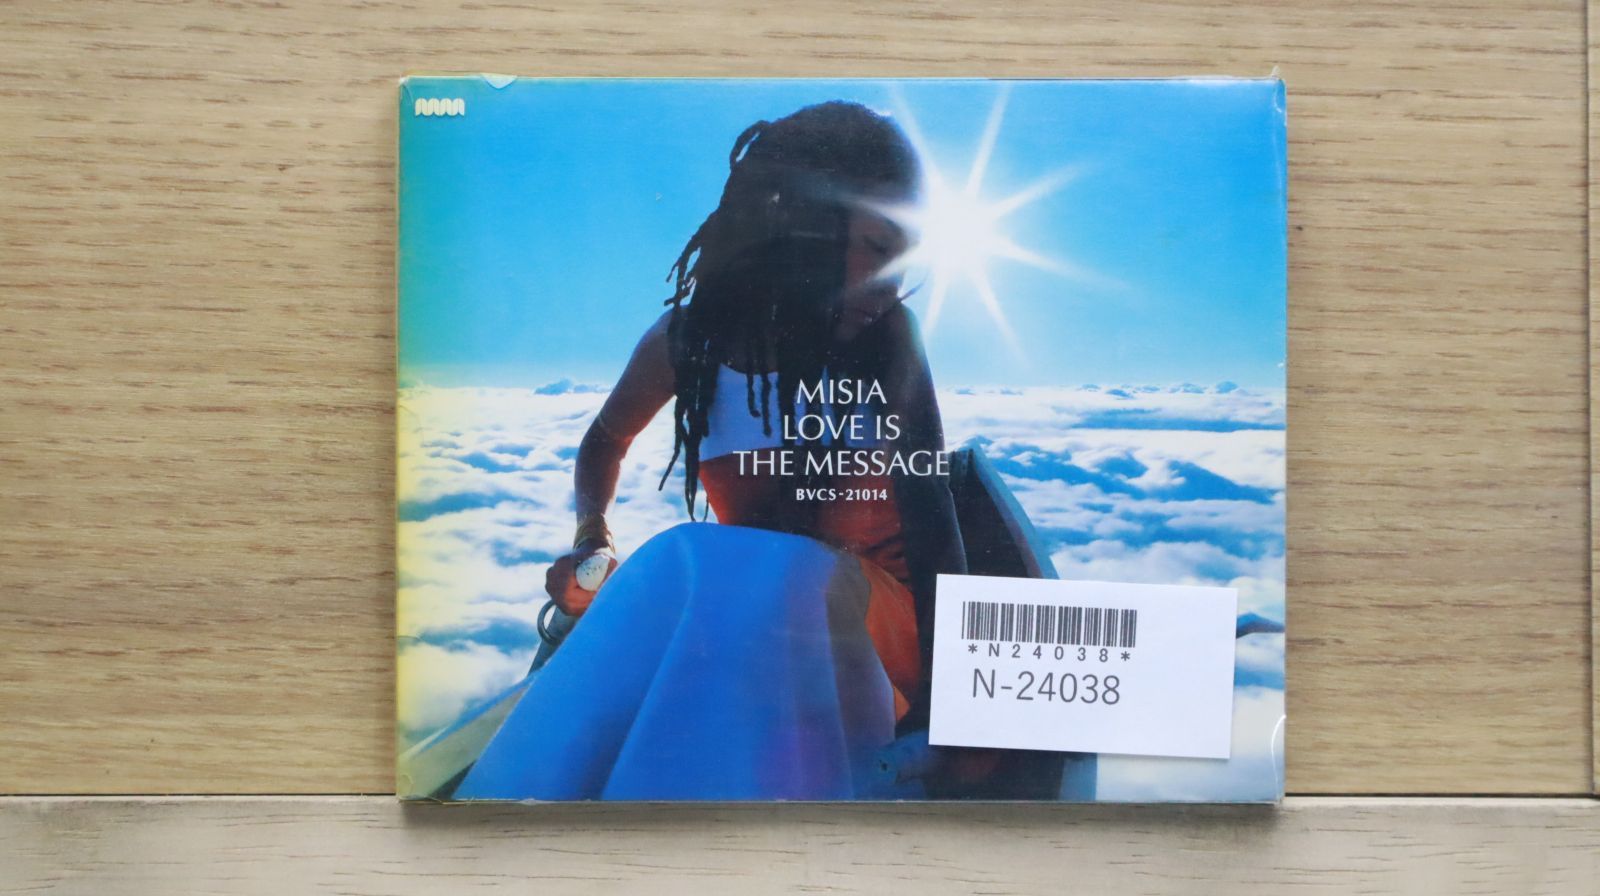 MISIA
LOVE IS
THE MESSAGE
BVCS-21014
*N24038*
N-24038